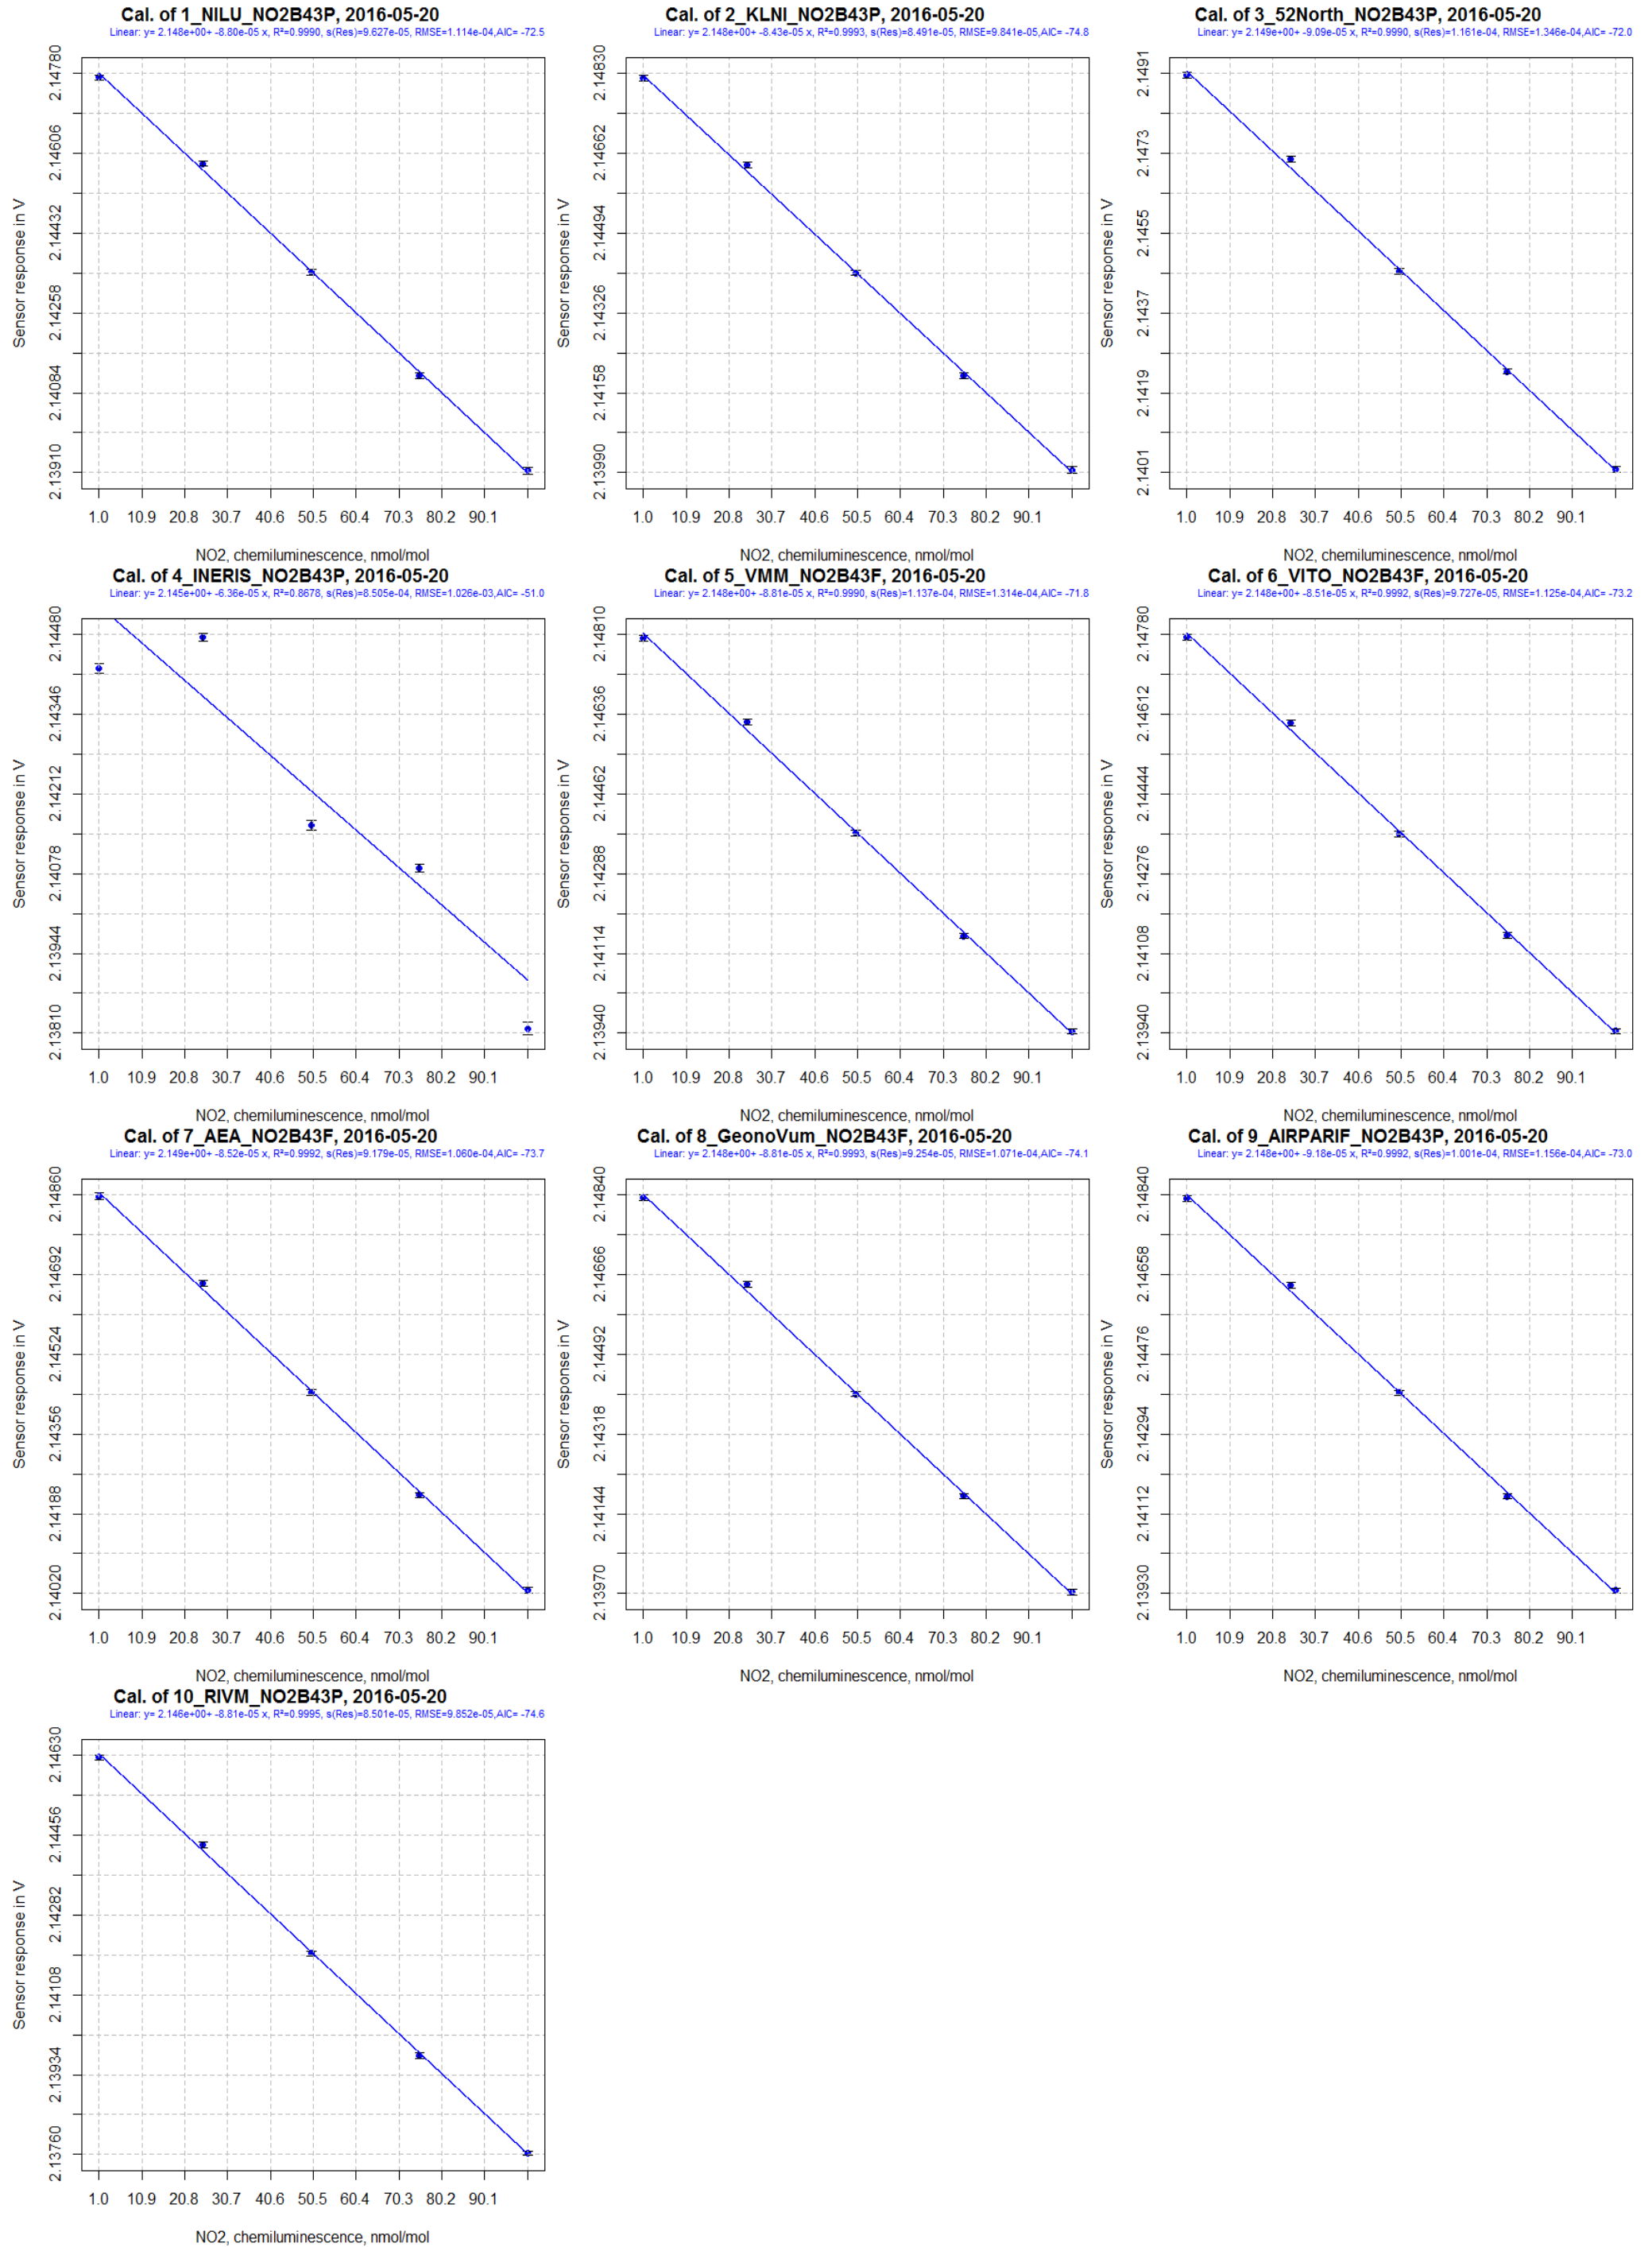 Cal. of 1_NILU_NO2B43P, 2016-05-20
Linear: y= 2.148e+00+ -8.80e-05 x, R²=0.9990, s(Res)=9.627e-05, RMSE=1.114e-04,AIC= -72.5
Sensor response in V
2.14780
2.14606
2.14432
2.14258
2.14084
2.13910
1.0 10.9 20.8 30.7 40.6 50.5 60.4 70.3 80.2 90.1
NO2, chemiluminescence, nmol/mol
Cal. of 2_KLNI_NO2B43P, 2016-05-20
Linear: y= 2.148e+00+ -8.43e-05 x, R²=0.9993, s(Res)=8.491e-05, RMSE=9.841e-05,AIC= -74.8
Sensor response in V
2.14830
2.14662
2.14494
2.14326
2.14158
2.13990
1.0 10.9 20.8 30.7 40.6 50.5 60.4 70.3 80.2 90.1
NO2, chemiluminescence, nmol/mol
Cal. of 3_52North_NO2B43P, 2016-05-20
Linear: y= 2.149e+00+ -9.09e-05 x, R²=0.9990, s(Res)=1.161e-04, RMSE=1.346e-04,AIC= -72.0
Sensor response in V
2.1491
2.1473
2.1455
2.1437
2.1419
2.1401
1.0 10.9 20.8 30.7 40.6 50.5 60.4 70.3 80.2 90.1
NO2, chemiluminescence, nmol/mol
Cal. of 4_INERIS_NO2B43P, 2016-05-20
Linear: y= 2.145e+00+ -6.36e-05 x, R²=0.8678, s(Res)=8.505e-04, RMSE=1.026e-03,AIC= -51.0
Sensor response in V
2.14480
2.14346
2.14212
2.14078
2.13944
2.13810
1.0 10.9 20.8 30.7 40.6 50.5 60.4 70.3 80.2 90.1
NO2, chemiluminescence, nmol/mol
Cal. of 5_VMM_NO2B43F, 2016-05-20
Linear: y= 2.148e+00+ -8.81e-05 x, R²=0.9990, s(Res)=1.137e-04, RMSE=1.314e-04,AIC= -71.8
Sensor response in V
2.14810
2.14636
2.14462
2.14288
2.14114
2.13940
1.0 10.9 20.8 30.7 40.6 50.5 60.4 70.3 80.2 90.1
NO2, chemiluminescence, nmol/mol
Cal. of 6_VITO_NO2B43F, 2016-05-20
Linear: y= 2.148e+00+ -8.51e-05 x, R²=0.9992, s(Res)=9.727e-05, RMSE=1.125e-04,AIC= -73.2
Sensor response in V
2.14780
2.14612
2.14444
2.14276
2.14108
2.13940
1.0 10.9 20.8 30.7 40.6 50.5 60.4 70.3 80.2 90.1
NO2, chemiluminescence, nmol/mol
Cal. of 7_AEA_NO2B43F, 2016-05-20
Linear: y= 2.149e+00+ -8.52e-05 x, R²=0.9992, s(Res)=9.179e-05, RMSE=1.060e-04,AIC= -73.7
Sensor response in V
2.14860
2.14692
2.14524
2.14356
2.14188
2.14020
1.0 10.9 20.8 30.7 40.6 50.5 60.4 70.3 80.2 90.1
NO2, chemiluminescence, nmol/mol
Cal. of 8_GeonoVum_NO2B43F, 2016-05-20
Linear: y= 2.148e+00+ -8.81e-05 x, R²=0.9993, s(Res)=9.254e-05, RMSE=1.071e-04,AIC= -74.1
Sensor response in V
2.14840
2.14666
2.14492
2.14318
2.14144
2.13970
1.0 10.9 20.8 30.7 40.6 50.5 60.4 70.3 80.2 90.1
NO2, chemiluminescence, nmol/mol
Cal. of 9_AIRPARIF_NO2B43P, 2016-05-20
Linear: y= 2.148e+00+ -9.18e-05 x, R²=0.9992, s(Res)=1.001e-04, RMSE=1.156e-04,AIC= -73.0
Sensor response in V
2.14840
2.14658
2.14476
2.14294
2.14112
2.13930
1.0 10.9 20.8 30.7 40.6 50.5 60.4 70.3 80.2 90.1
NO2, chemiluminescence, nmol/mol
Cal. of 10_RIVM_NO2B43P, 2016-05-20
Linear: y= 2.146e+00+ -8.81e-05 x, R²=0.9995, s(Res)=8.501e-05, RMSE=9.852e-05,AIC= -74.6
Sensor response in V
2.14630
2.14456
2.14282
2.14108
2.13934
2.13760
1.0 10.9 20.8 30.7 40.6 50.5 60.4 70.3 80.2 90.1
NO2, chemiluminescence, nmol/mol